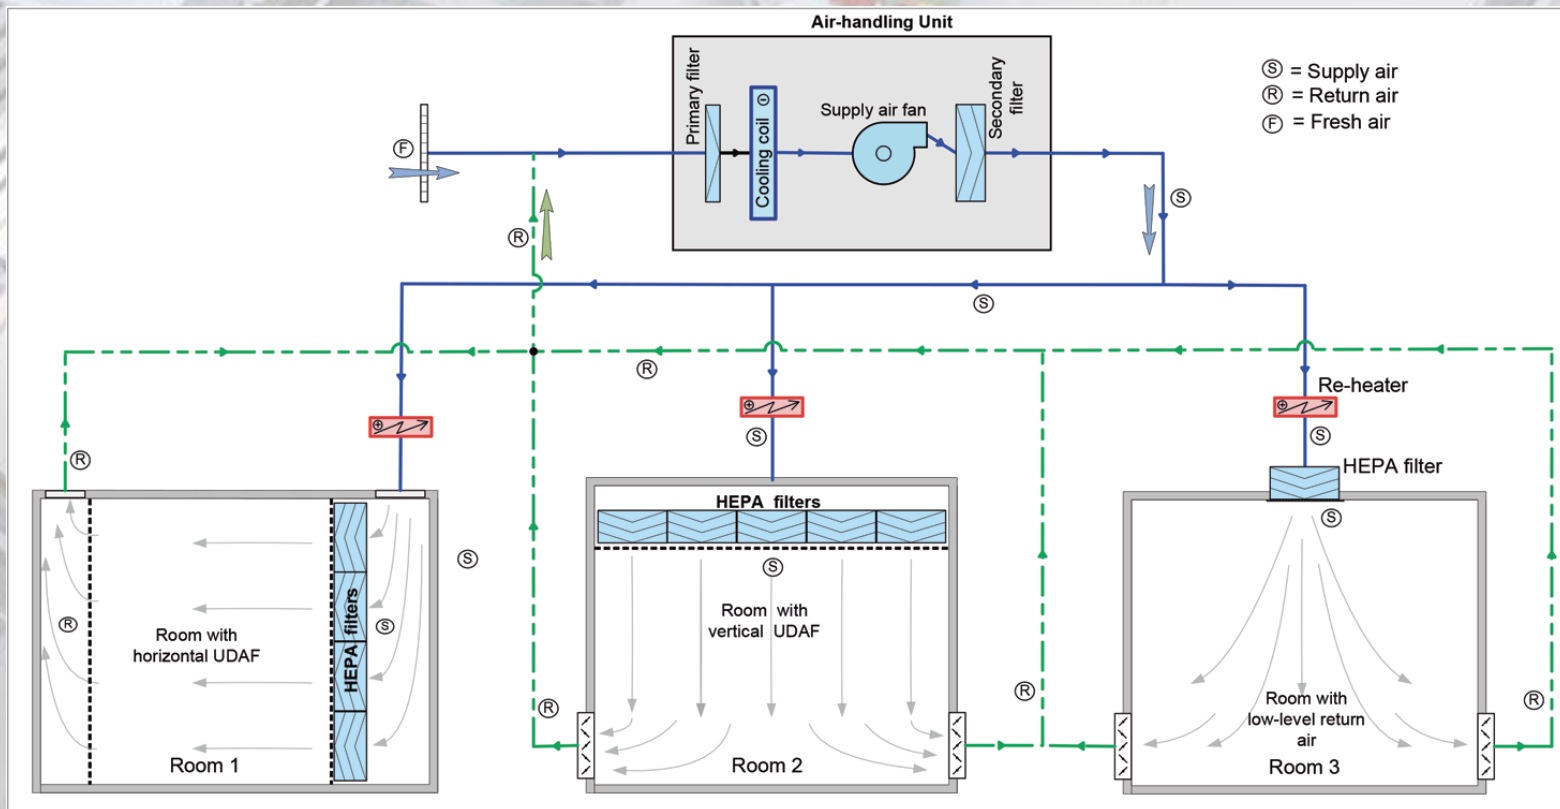 Air-handling Unit
Ⓢ = Supply air
Ⓡ = Return air
Ⓕ = Fresh air
Primary filter
Cooling coil ⊖
Supply air fan
Secondary
filter
Ⓕ
Ⓢ
Ⓡ
Ⓢ
Ⓡ
Re-heater
⊕
⊕
⊕
Ⓢ
Ⓢ
Ⓡ
HEPA filter
HEPA filters
Ⓢ
Ⓢ
Ⓢ
Room with
vertical UDAF
Ⓡ
Room with
horizontal UDAF
HEPA filters
Ⓢ
Ⓡ
Ⓡ
Ⓡ
Room with
low-level return
air
Room 1
Room 2
Room 3